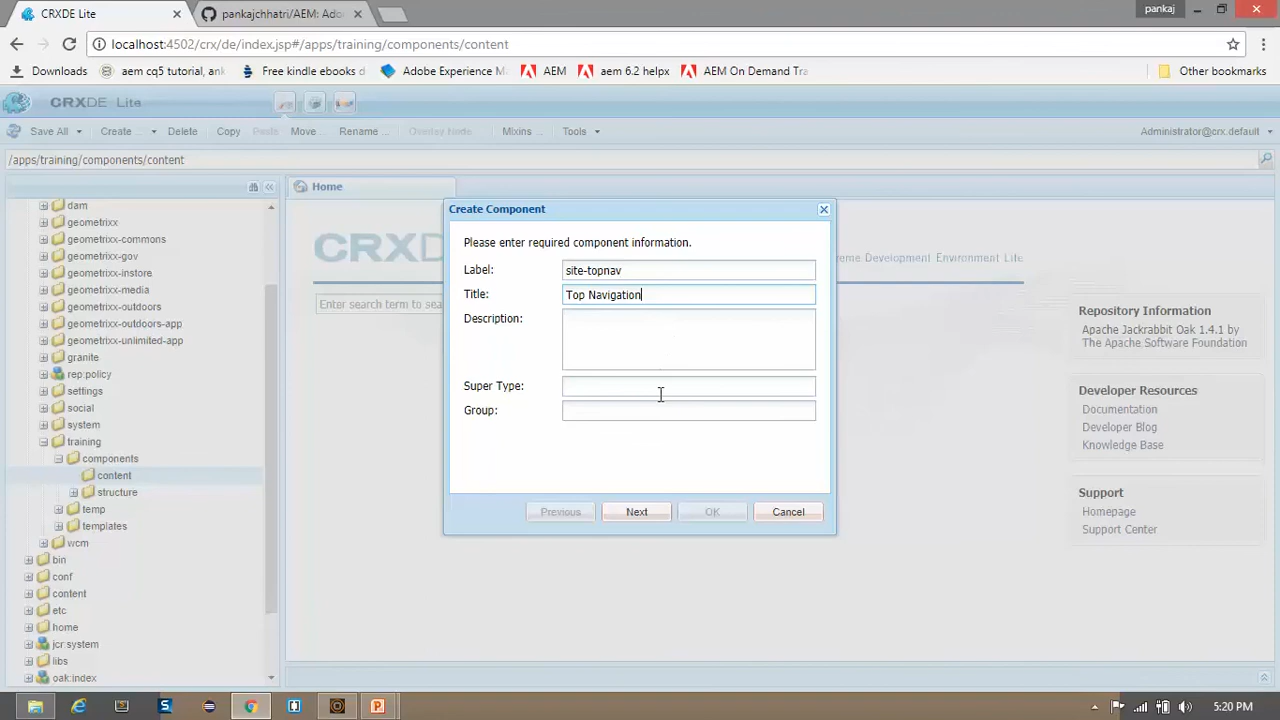 CRXDE Lite
pankajchhatri/AEM: Ado
pankaj
localhost:4502/crx/de/index.jsp#/apps/training/components/content
Downloads
aem cq5 tutorial, ank
Free kindle ebooks d
Adobe Experience M
AEM
aem 6.2 helpx
AEM On Demand Tra
Other bookmarks
CRXDE Lite
Save All
Create ...
Delete
Copy
Paste
Move...
Rename ...
Overlay Node
Mixins ...
Tools
Administrator@crx.default
/apps/training/components/content
dam
geometrixx
geometrixx-commons
geometrixx-gov
geometrixx-instore
geometrixx-media
geometrixx-outdoors
geometrixx-outdoors-app
geometrixx-unlimited-app
granite
rep:policy
settings
social
system
training
components
content
structure
temp
templates
wcm
bin
conf
content
etc
home
jcr:system
libs
oak:index
Home
CRXD
eme Development Environment Lite
Enter search term to sea
Create Component
Please enter required component information.
Label: site-topnav
Title: Top Navigation
Description:
Super Type:
Group:
Previous
Next
OK
Cancel
Repository Information
Apache Jackrabbit Oak 1.4.1 by
The Apache Software Foundation
Developer Resources
Documentation
Developer Blog
Knowledge Base
Support
Homepage
Support Center
5:20 PM